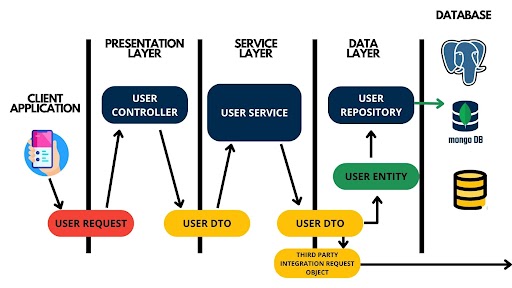 DATABASE
PRESENTATION
LAYER
SERVICE
LAYER
DATA
LAYER
CLIENT
APPLICATION
USER
CONTROLLER
USER SERVICE
USER
REPOSITORY
mongo DB
USER ENTITY
USER REQUEST
USER DTO
USER DTO
THIRD PARTY
INTEGRATION REQUEST
OBJECT